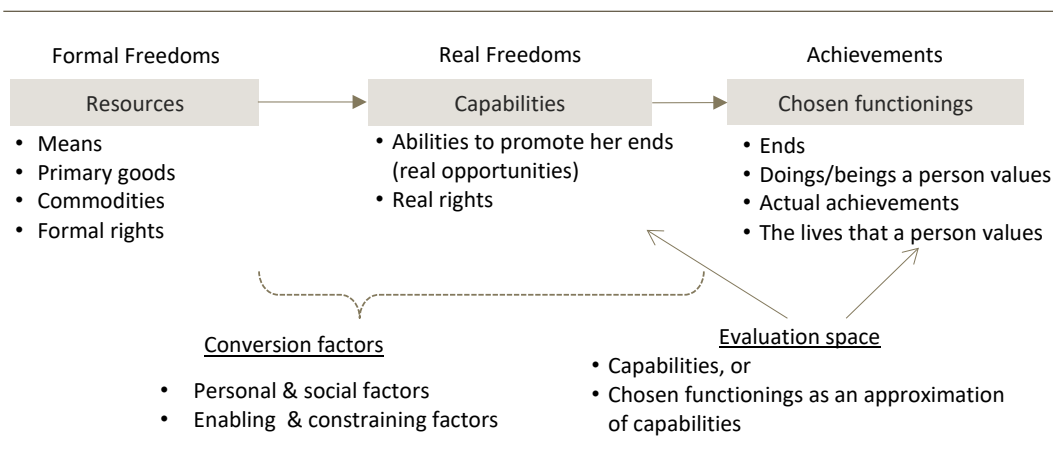 Formal Freedoms
Real Freedoms
Achievements
Resources
Capabilities
Chosen functionings
• Means
• Primary goods
• Commodities
• Formal rights
• Abilities to promote her ends
(real opportunities)
• Real rights
• Ends
• Doings/beings a person values
• Actual achievements
• The lives that a person values
Conversion factors
• Personal & social factors
• Enabling & constraining factors
Evaluation space
• Capabilities, or
• Chosen functionings as an approximation
of capabilities